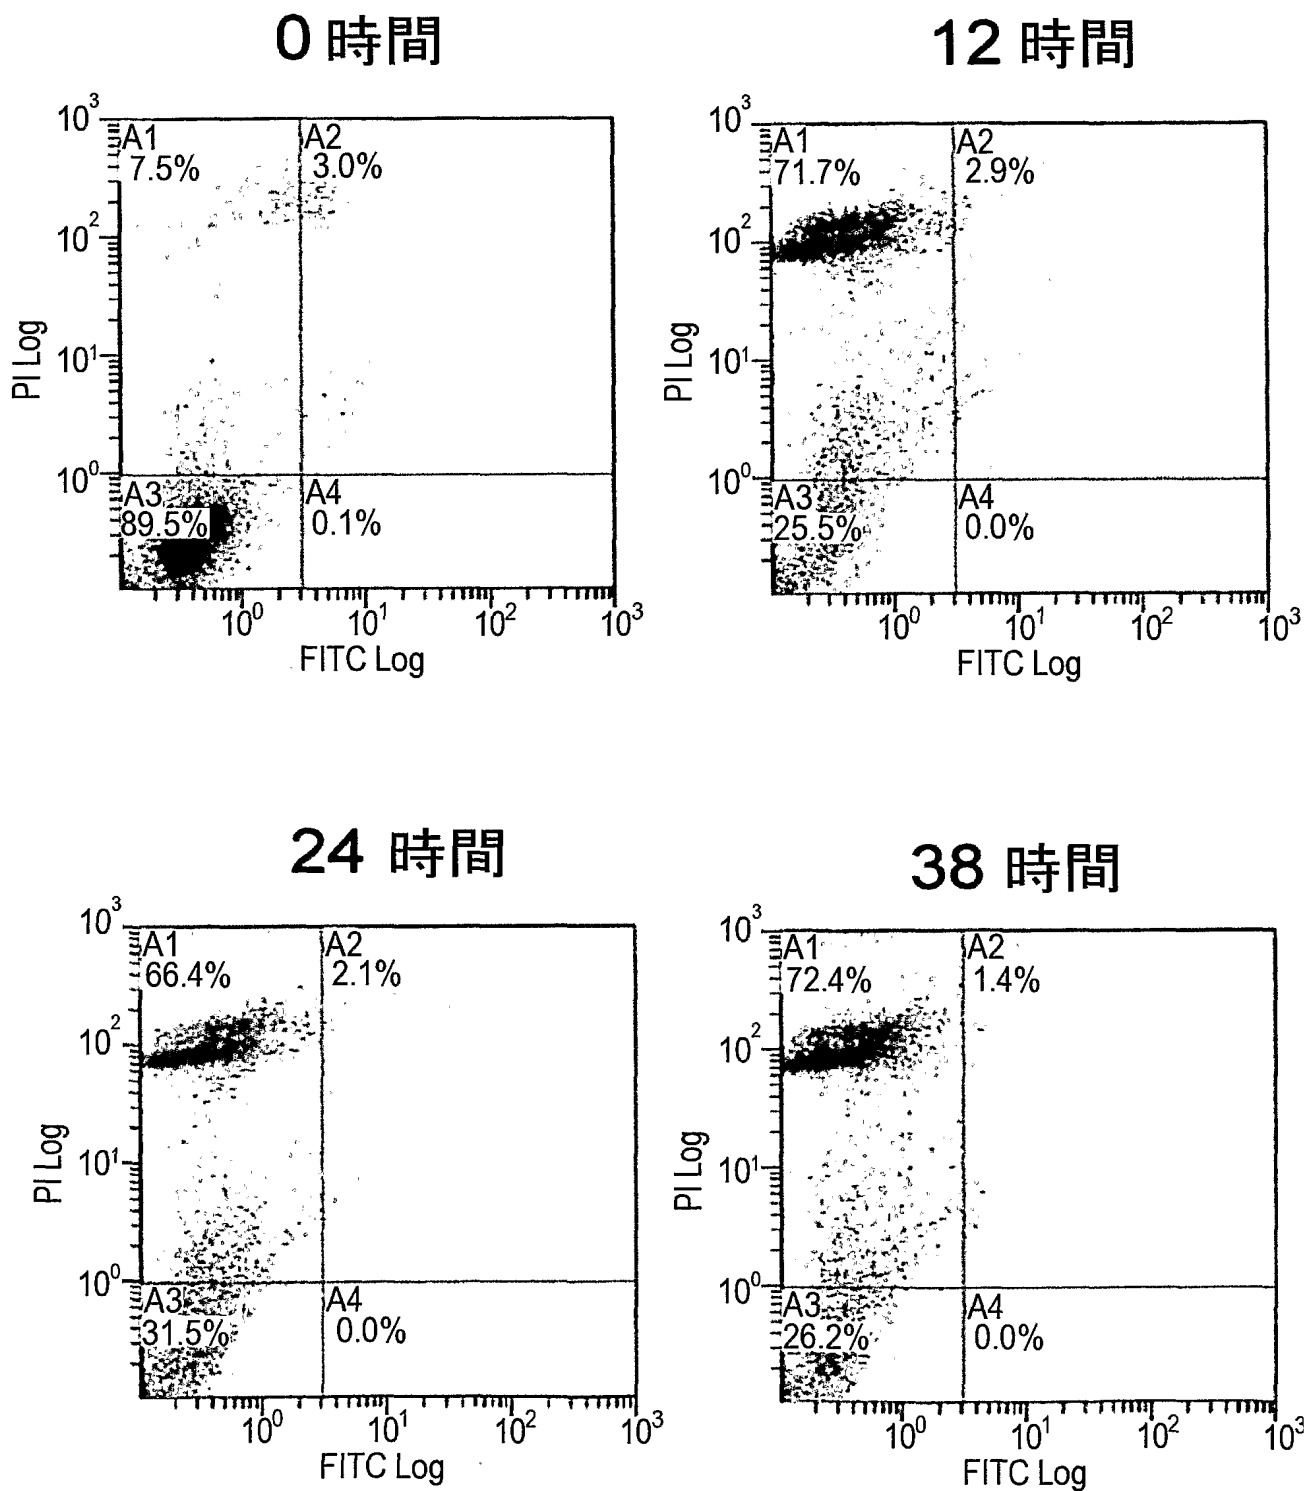 0 時間
10³
A1
7.5%
A2
3.0%
10²
PI Log
10¹
10⁰
A3
89.5%
A4
0.1%
10⁰ 10¹ 10² 10³
FITC Log
12 時間
10³
A1
71.7%
A2
2.9%
10²
PI Log
10¹
10⁰
A3
25.5%
A4
0.0%
10⁰ 10¹ 10² 10³
FITC Log
24 時間
10³
A1
66.4%
A2
2.1%
10²
PI Log
10¹
10⁰
A3
31.5%
A4
0.0%
10⁰ 10¹ 10² 10³
FITC Log
38 時間
10³
A1
72.4%
A2
1.4%
10²
PI Log
10¹
10⁰
A3
26.2%
A4
0.0%
10⁰ 10¹ 10² 10³
FITC Log